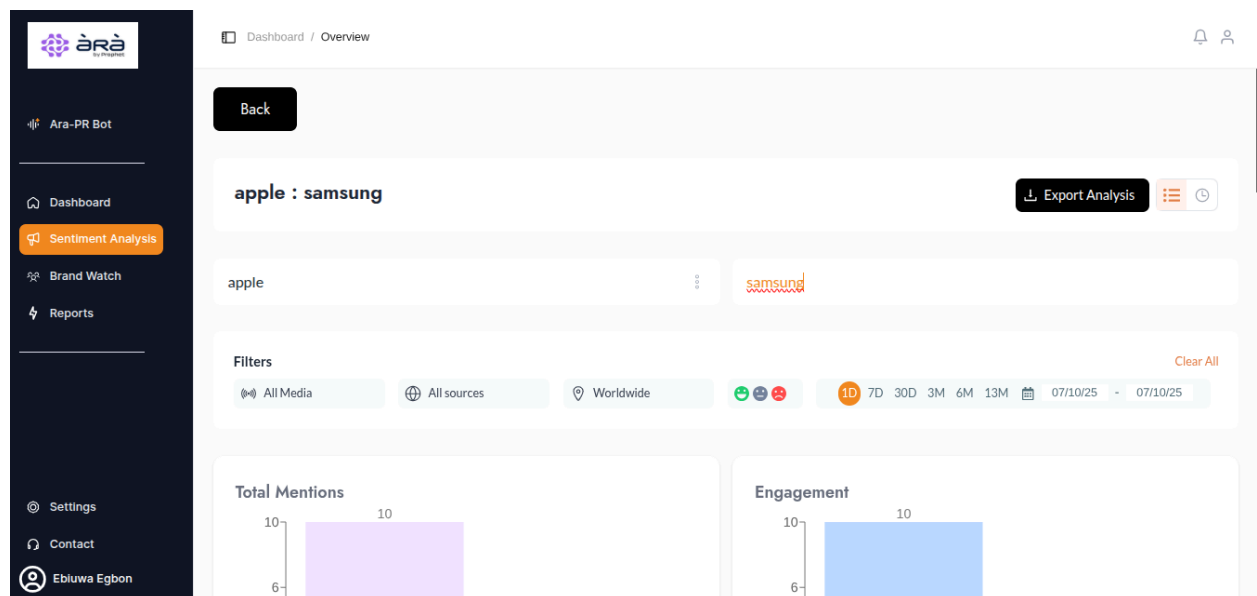 àrà
by Prophet
Ara-PR Bot
Dashboard
Sentiment Analysis
Brand Watch
Reports
Settings
Contact
Ebiuwa Egbon
Dashboard / Overview
Back
apple : samsung
Export Analysis
apple
samsung
Filters
Clear All
All Media
All sources
Worldwide
1D 7D 30D 3M 6M 13M 07/10/25 - 07/10/25
Total Mentions
10
10
6
Engagement
10
10
6